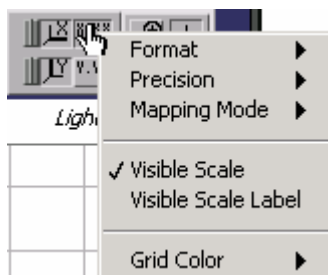 X
Y
Format
Precision
Mapping Mode
Visible Scale
Visible Scale Label
Grid Color